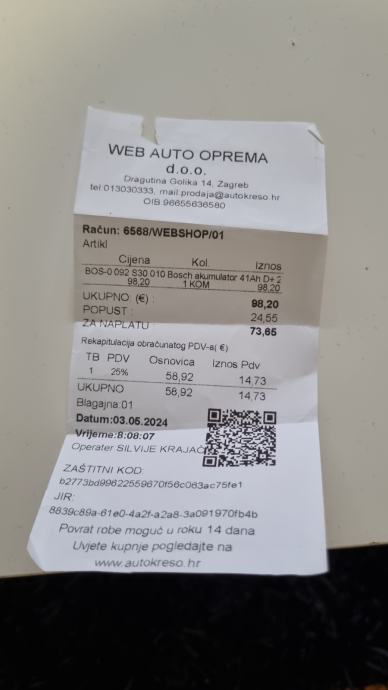 WEB AUTO OPREMA
d.o.o.
Dragutina Golika 14, Zagreb
tel:013030333, mail:prodaja@autokreso.hr
OIB:96655636580
Račun: 6568/WEBSHOP/01
Artikl
Cijena Kol. Iznos
BOS-0 092 S30 010 Bosch akumulator 41Ah D+ 2
98,20 1 KOM 98,20
UKUPNO (€) : 98,20
POPUST : 24,55
ZA NAPLATU 73,65
Rekapitulacija obračunatog PDV-a( €)
TB PDV Osnovica Iznos Pdv
1 25% 58,92 14,73
UKUPNO 58,92 14,73
Blagajna:01
Datum:03.05.2024
Vrijeme:8:08:07
Operater SILVIJE KRAJAČ
ZAŠTITNI KOD:
b2773bd99622559670f56c063ac75fe1
JIR:
8839c89a-61e0-4a2f-a2a8-3a091970fb4b
Povrat robe moguć u roku 14 dana
Uvjete kupnje pogledajte na
www.autokreso.hr